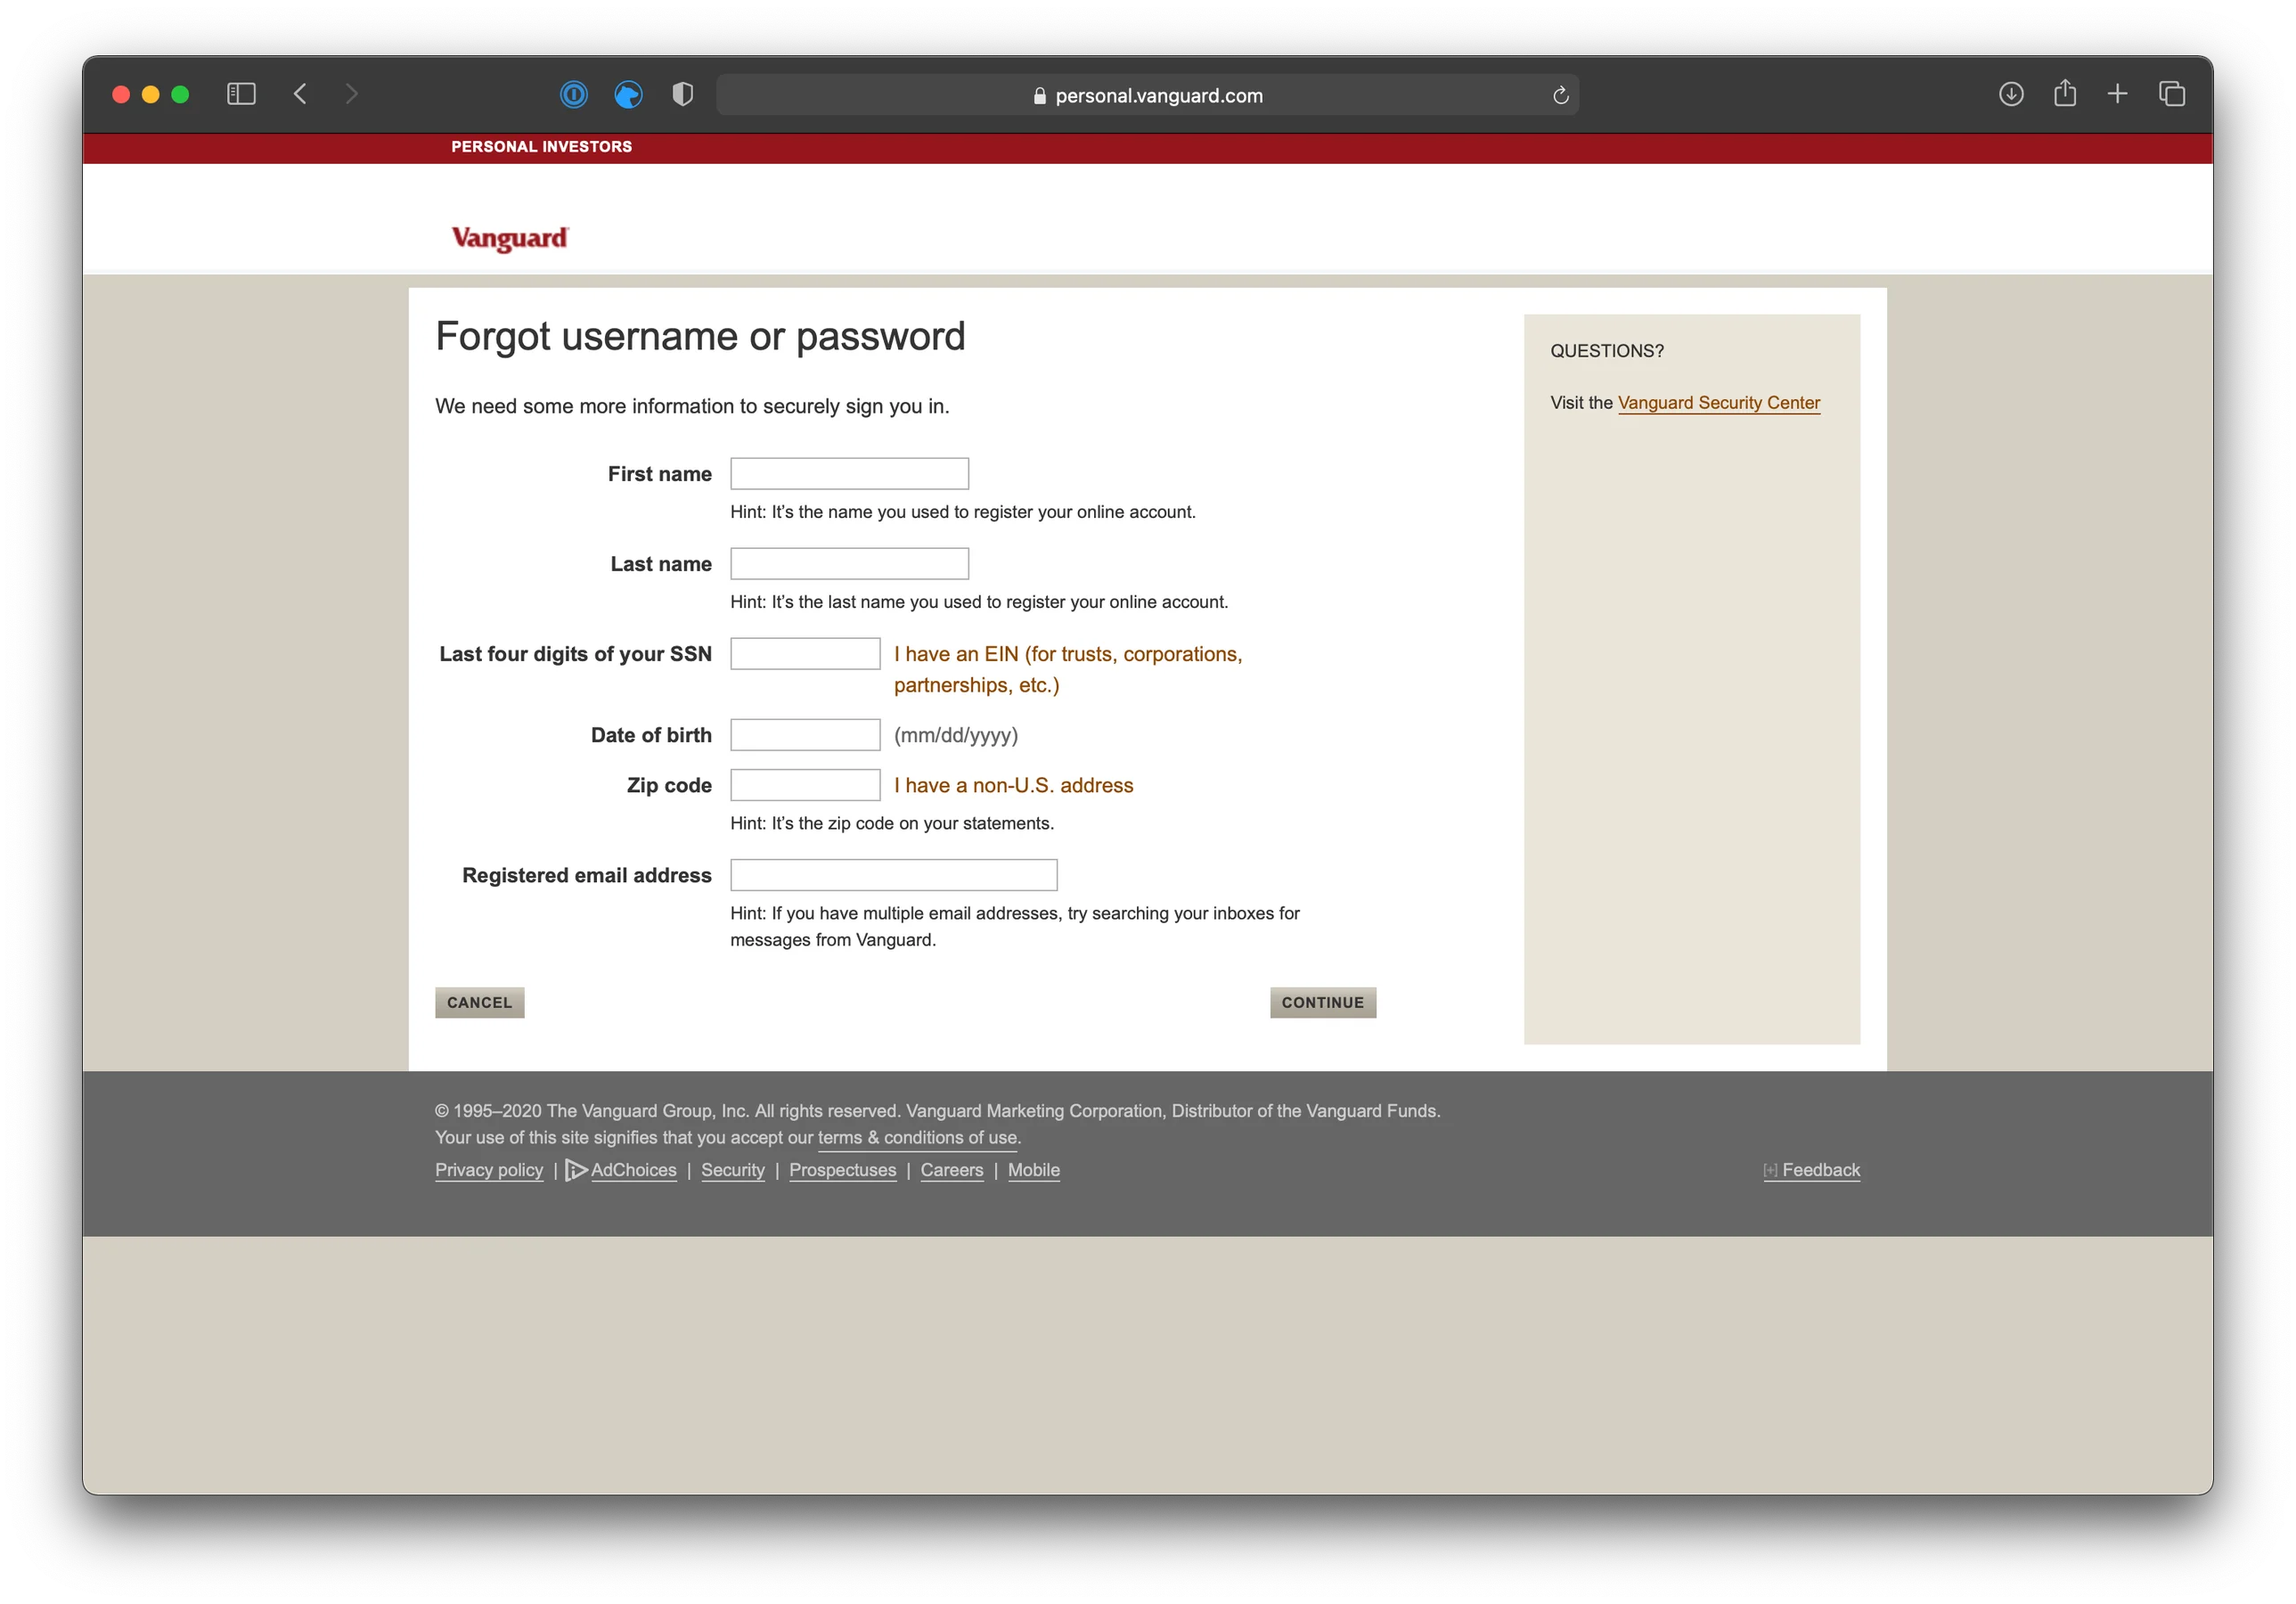 personal.vanguard.com
PERSONAL INVESTORS
Vanguard
Forgot username or password
We need some more information to securely sign you in.
First name
Hint: It's the name you used to register your online account.
Last name
Hint: It's the last name you used to register your online account.
Last four digits of your SSN
I have an EIN (for trusts, corporations,
partnerships, etc.)
Date of birth
(mm/dd/yyyy)
Zip code
I have a non-U.S. address
Hint: It's the zip code on your statements.
Registered email address
Hint: If you have multiple email addresses, try searching your inboxes for
messages from Vanguard.
CANCEL
CONTINUE
QUESTIONS?
Visit the Vanguard Security Center
© 1995–2020 The Vanguard Group, Inc. All rights reserved. Vanguard Marketing Corporation, Distributor of the Vanguard Funds.
Your use of this site signifies that you accept our terms & conditions of use.
Privacy policy | AdChoices | Security | Prospectuses | Careers | Mobile
[+] Feedback